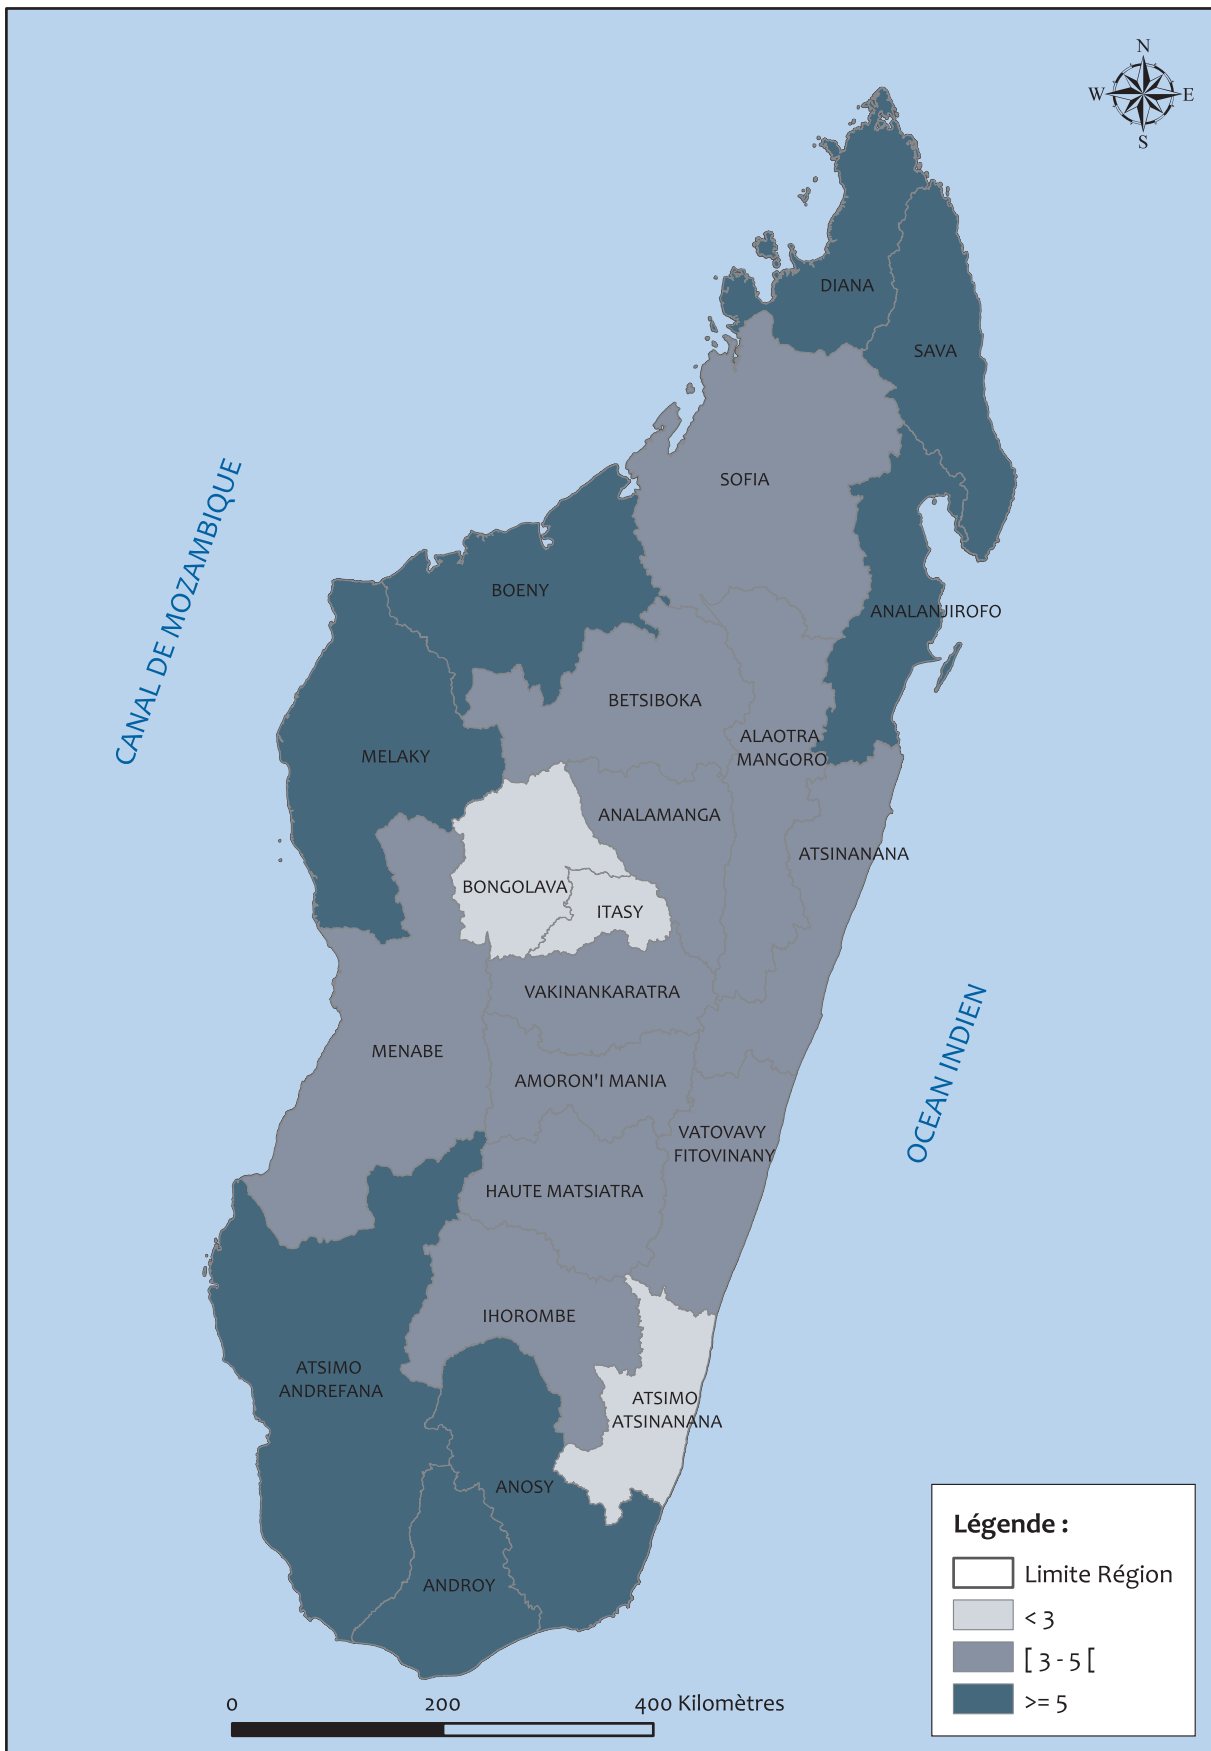 N
W
E
S
DIANA
SAVA
SOFIA
CANAL DE MOZAMBIQUE
BOENY
ANALANJIROFO
BETSIBOKA
ALAOTRA
MANGORO
MELAKY
ANALAMANGA
ATSINANANA
BONGOLAVA
ITASY
VAKINANKARATRA
MENABE
OCEAN INDIEN
AMORON'I MANIA
VATOVAVY
FITOVINANY
HAUTE MATSIATRA
IHOROMBE
ATSIMO
ANDREFANA
ATSIMO
ATSINANANA
ANOSY
ANDROY
Légende :
Limite Région
< 3
[ 3 - 5 [
>= 5
0 200 400 Kilomètres